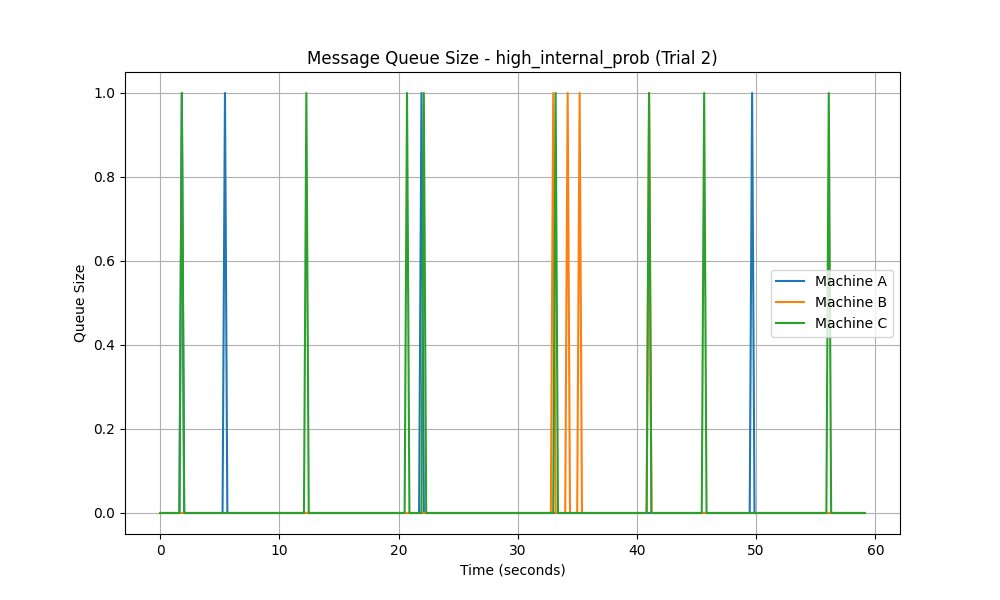 Message Queue Size - high_internal_prob (Trial 2)
1.0
0.8
0.6
0.4
0.2
0.0
Queue Size
Machine A
Machine B
Machine C
0 10 20 30 40 50 60
Time (seconds)